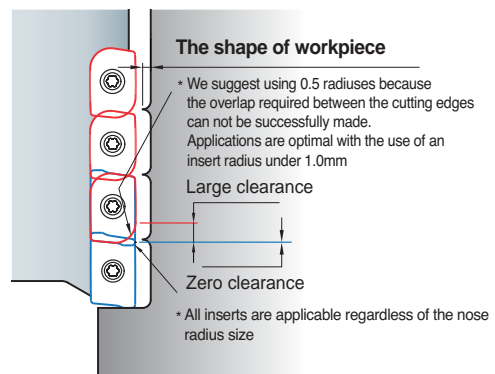 The shape of workpiece
* We suggest using 0.5 radiuses because
the overlap required between the cutting edges
can not be successfully made.
Applications are optimal with the use of an
insert radius under 1.0mm
Large clearance
Zero clearance
* All inserts are applicable regardless of the nose
radius size